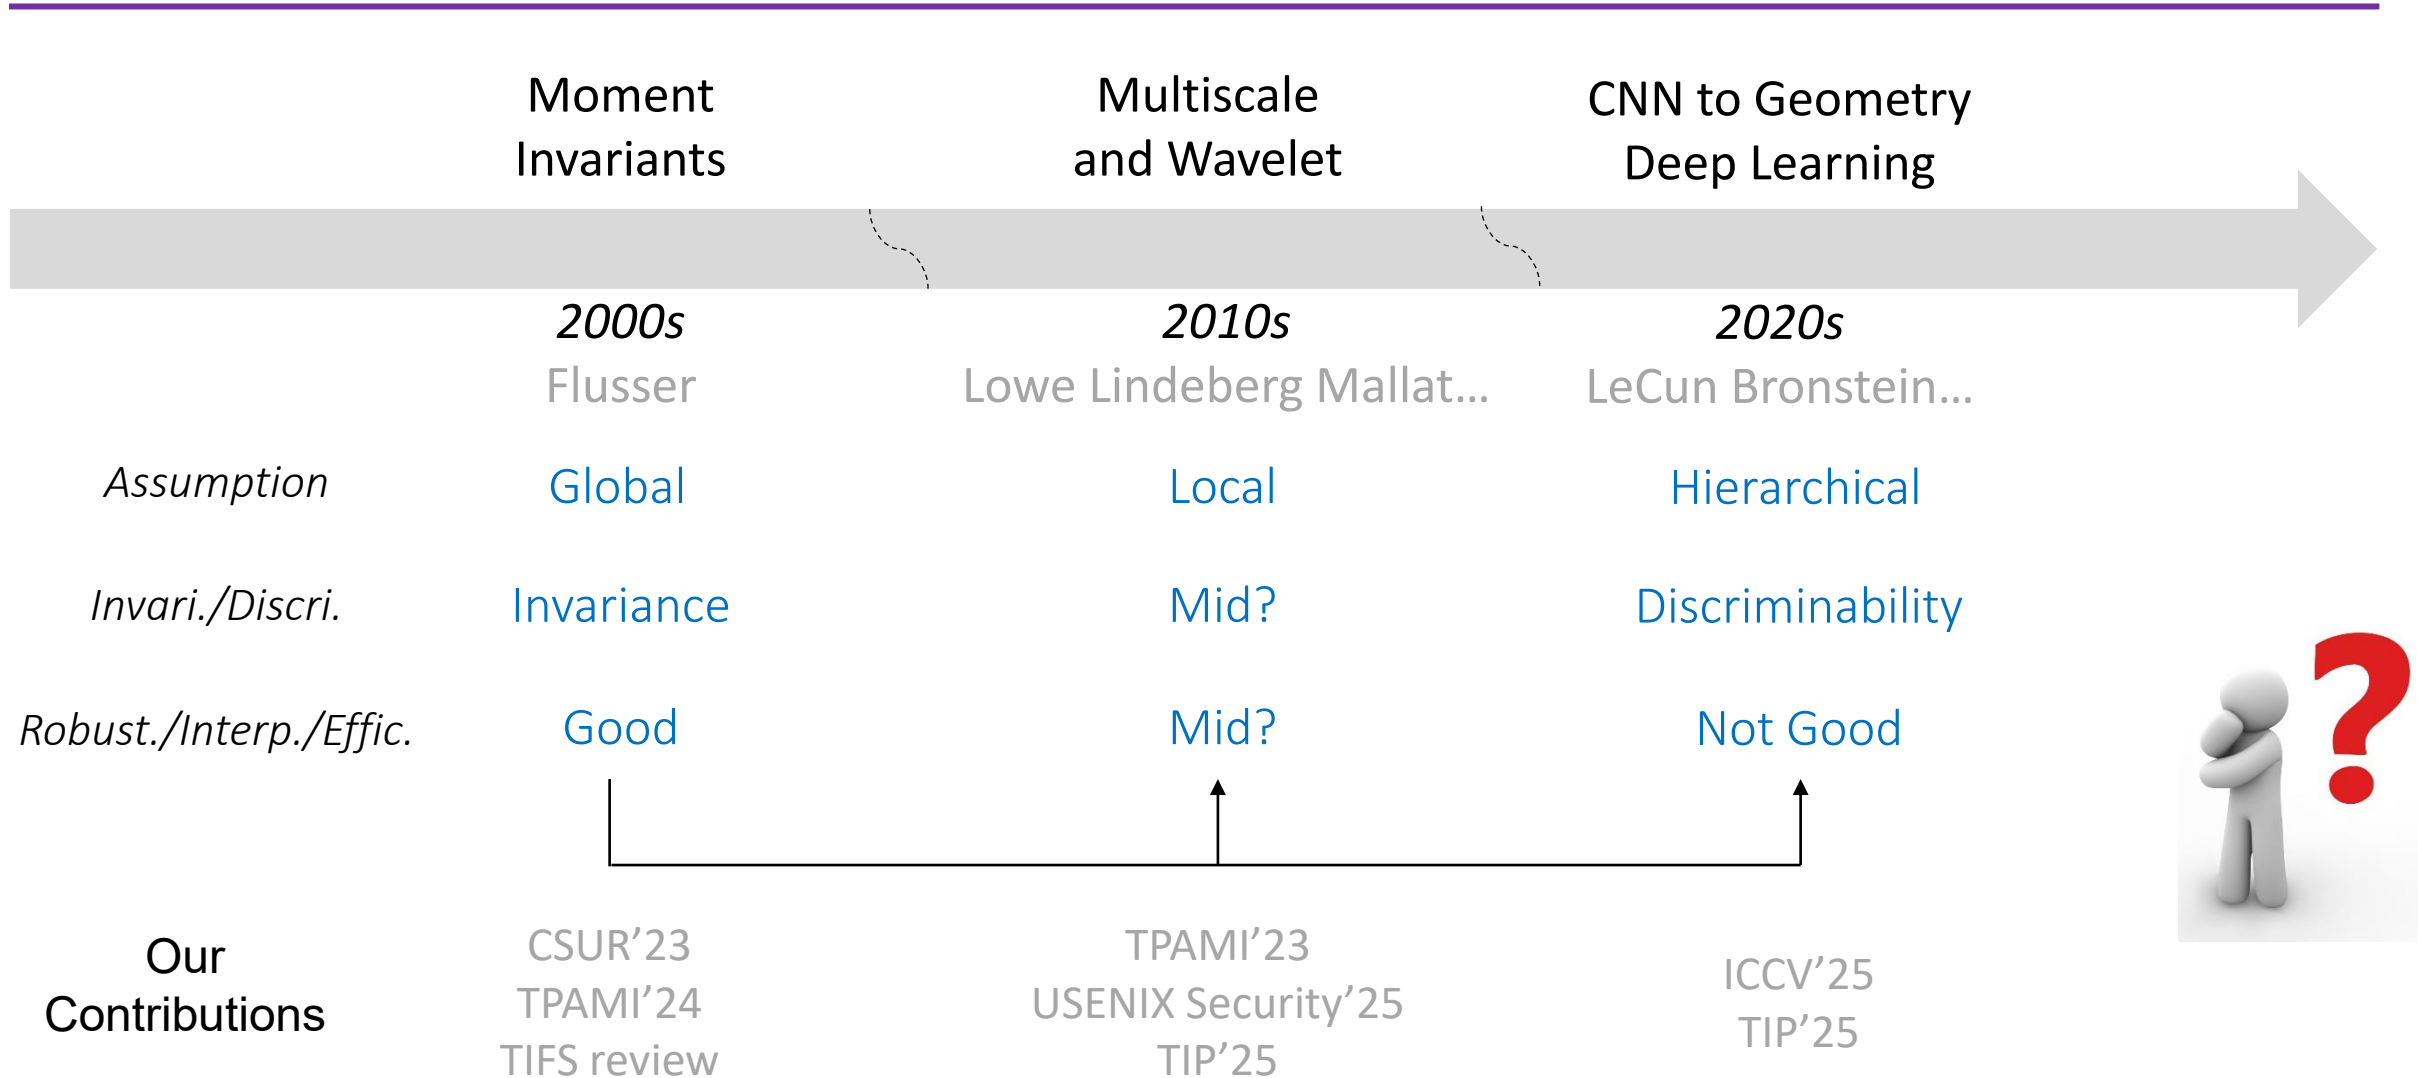 Moment
Invariants
Multiscale
and Wavelet
CNN to Geometry
Deep Learning
2000s
2010s
2020s
Flusser
Lowe Lindeberg Mallat…
LeCun Bronstein…
Assumption
Global
Local
Hierarchical
Invari./Discri.
Invariance
Mid?
Discriminability
Robust./Interp./Effic.
Good
Mid?
Not Good
?
Our
Contributions
CSUR’23
TPAMI’24
TIFS review
TPAMI’23
USENIX Security’25
TIP’25
ICCV’25
TIP’25